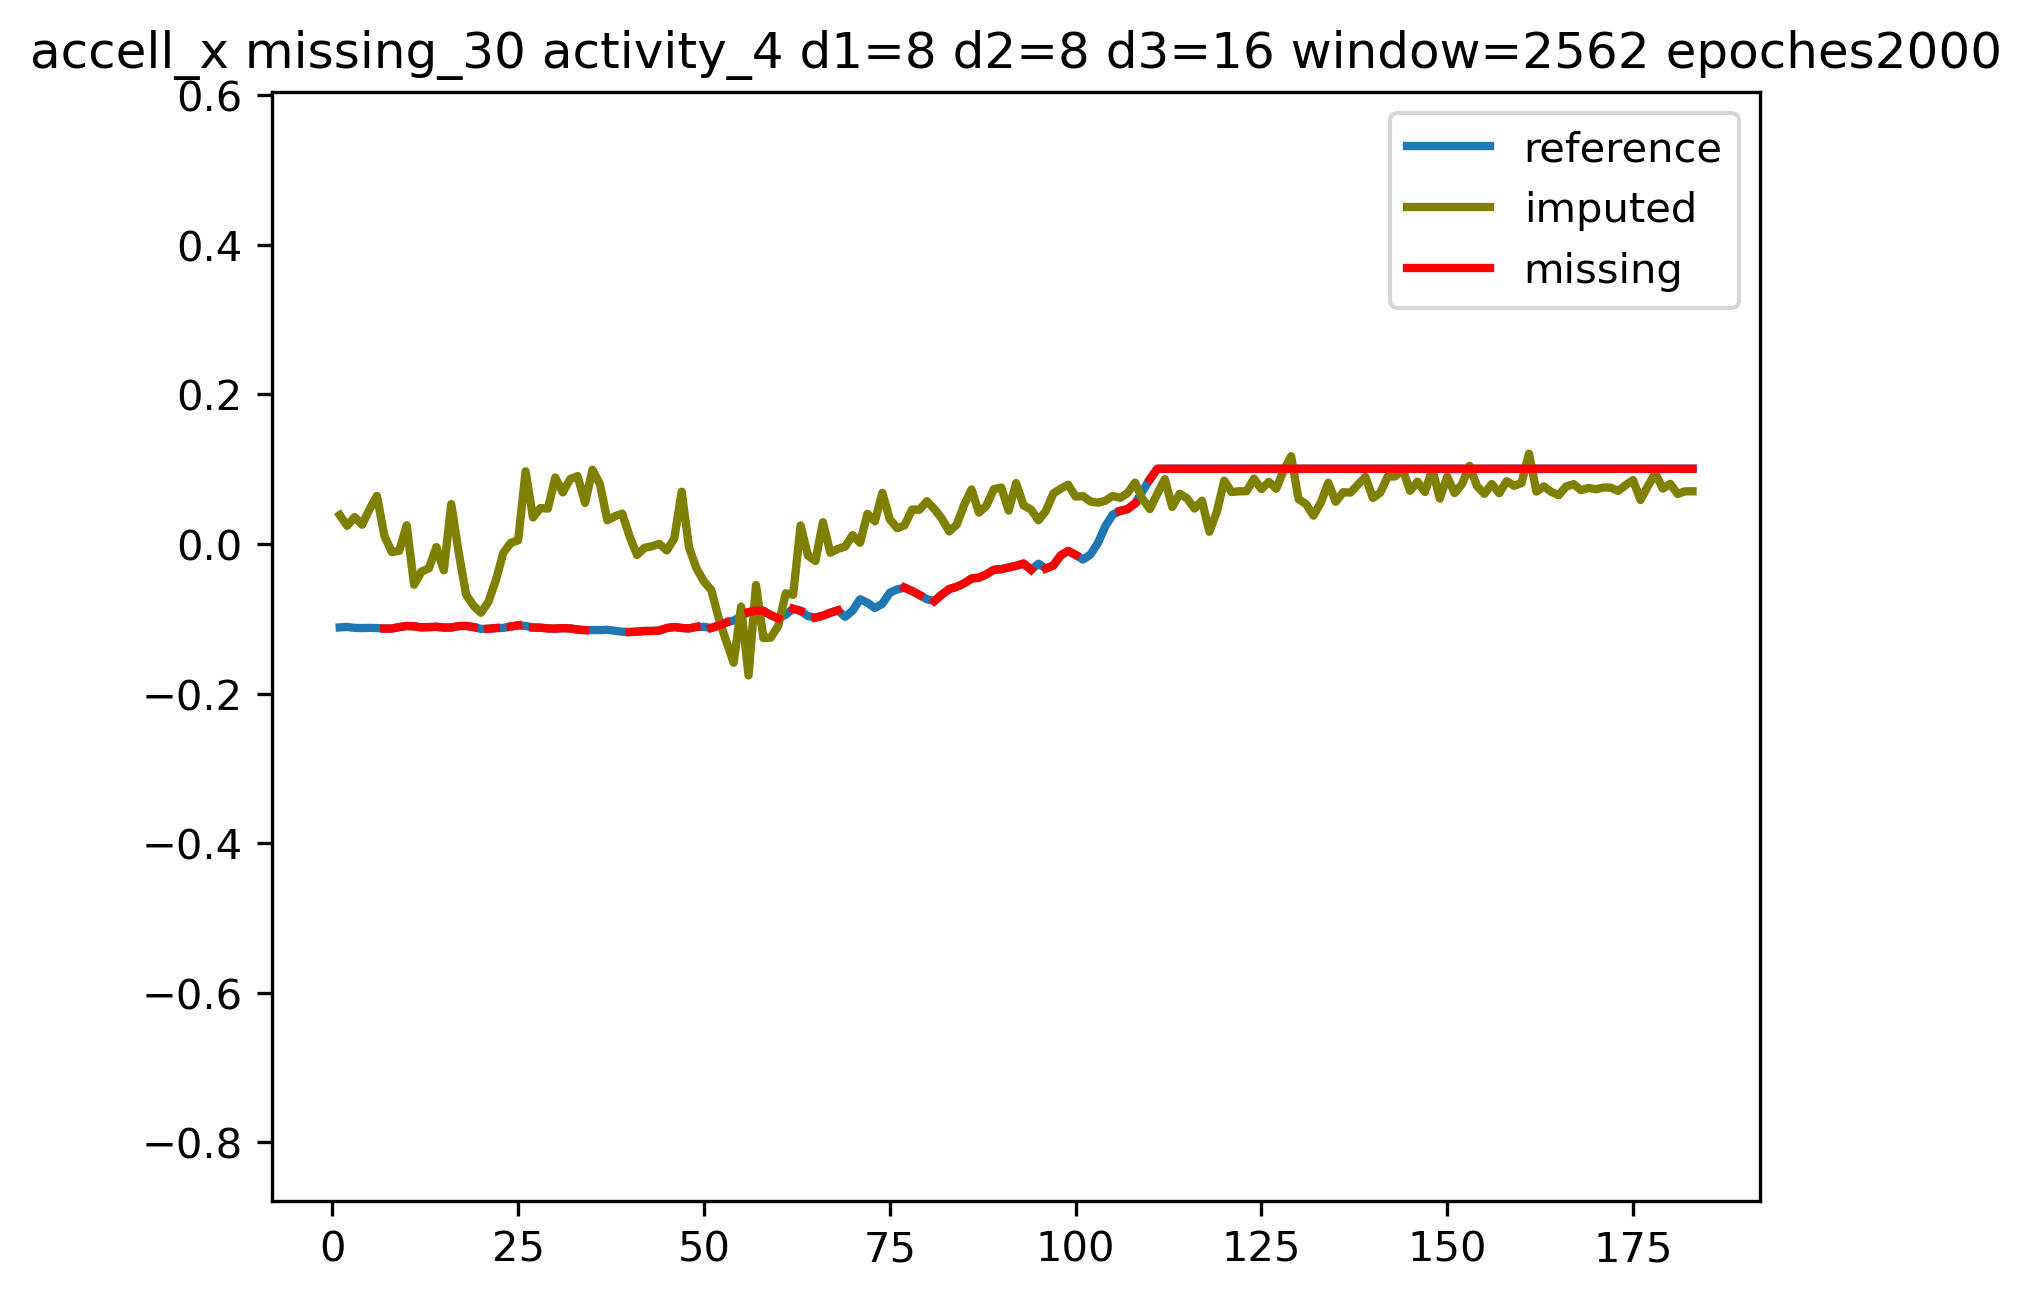 accell_x missing_30 activity_4 d1=8 d2=8 d3=16 window=2562 epoches2000
reference
imputed
missing
0.6
0.4
0.2
0.0
−0.2
−0.4
−0.6
−0.8
0 25 50 75 100 125 150 175